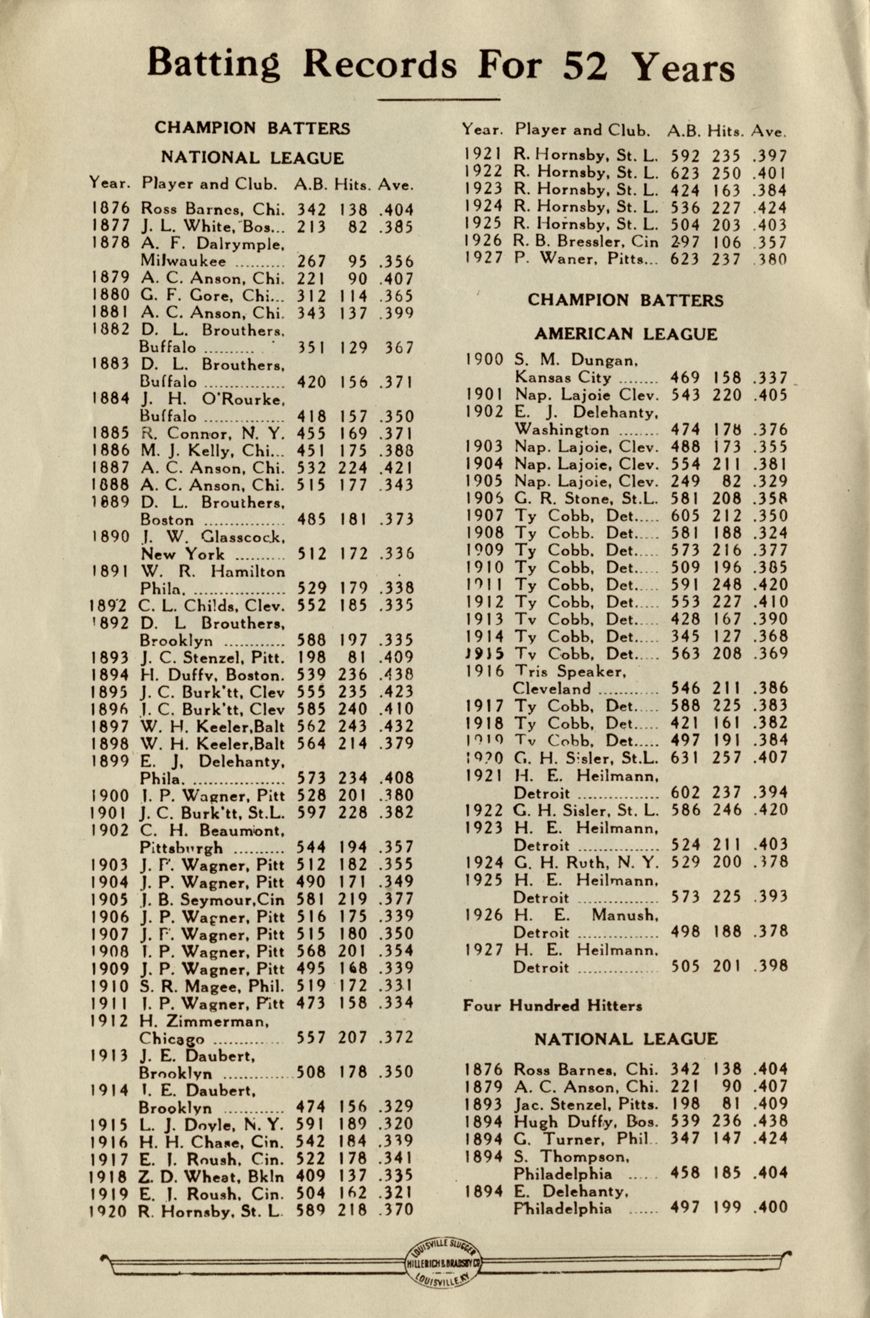 Batting Records For 52 Years
CHAMPION BATTERS
NATIONAL LEAGUE
Year. Player and Club. A.B. Hits. Ave.
1876 Ross Barnes, Chi. 342 138 .404
1877 J. L. White, Bos... 213 82 .385
1878 A. F. Dalrymple,
Milwaukee .......... 267 95 .356
1879 A. C. Anson, Chi. 221 90 .407
1880 G. F. Gore, Chi... 312 114 .365
1881 A. C. Anson, Chi. 343 137 .399
1882 D. L. Brouthers,
Buffalo .......... 351 129 367
1883 D. L. Brouthers,
Buffalo ............... 420 156 .371
1884 J. H. O'Rourke,
Buffalo ............... 418 157 .350
1885 R. Connor, N. Y. 455 169 .371
1886 M. J. Kelly, Chi... 451 175 .388
1887 A. C. Anson, Chi. 532 224 .421
1888 A. C. Anson, Chi. 515 177 .343
1889 D. L. Brouthers,
Boston ............... 485 181 .373
1890 J. W. Glasscock,
New York .......... 512 172 .336
1891 W. R. Hamilton
Phila. ................. 529 179 .338
1892 C. L. Childs, Clev. 552 185 .335
1892 D. L Brouthers,
Brooklyn ........... 588 197 .335
1893 J. C. Stenzel, Pitt. 198 81 .409
1894 H. Duffy, Boston. 539 236 .438
1895 J. C. Burk'tt, Clev 555 235 .423
1896 J. C. Burk'tt, Clev 585 240 .410
1897 W. H. Keeler,Balt 562 243 .432
1898 W. H. Keeler,Balt 564 214 .379
1899 E. J. Delehanty,
Phila. ................. 573 234 .408
1900 J. P. Wagner, Pitt 528 201 .380
1901 J. C. Burk'tt, St.L. 597 228 .382
1902 C. H. Beaumont,
Pittsburgh .......... 544 194 .357
1903 J. P. Wagner, Pitt 512 182 .355
1904 J. P. Wagner, Pitt 490 171 .349
1905 J. B. Seymour,Cin 581 219 .377
1906 J. P. Wagner, Pitt 516 175 .339
1907 J. P. Wagner, Pitt 515 180 .350
1908 J. P. Wagner, Pitt 568 201 .354
1909 J. P. Wagner, Pitt 495 168 .339
1910 S. R. Magee, Phil. 519 172 .331
1911 J. P. Wagner, Pitt 473 158 .334
1912 H. Zimmerman,
Chicago ............. 557 207 .372
1913 J. E. Daubert,
Brooklyn ............ 508 178 .350
1914 J. E. Daubert,
Brooklyn ............ 474 156 .329
1915 L. J. Doyle, N. Y. 591 189 .320
1916 H. H. Chase, Cin. 542 184 .339
1917 E. J. Roush, Cin. 522 178 .341
1918 Z. D. Wheat, Bkln 409 137 .335
1919 E. J. Roush, Cin. 504 162 .321
1920 R. Hornsby, St. L. 589 218 .370
Year. Player and Club. A.B. Hits. Ave.
1921 R. Hornsby, St. L. 592 235 .397
1922 R. Hornsby, St. L. 623 250 .401
1923 R. Hornsby, St. L. 424 163 .384
1924 R. Hornsby, St. L. 536 227 .424
1925 R. Hornsby, St. L. 504 203 .403
1926 R. B. Bressler, Cin 297 106 .357
1927 P. Waner, Pitts... 623 237 .380
CHAMPION BATTERS
AMERICAN LEAGUE
1900 S. M. Dungan,
Kansas City ........ 469 158 .337
1901 Nap. Lajoie Clev. 543 220 .405
1902 E. J. Delehanty,
Washington ....... 474 178 .376
1903 Nap. Lajoie, Clev. 488 173 .355
1904 Nap. Lajoie, Clev. 554 211 .381
1905 Nap. Lajoie, Clev. 249 82 .329
1906 G. R. Stone, St.L. 581 208 .358
1907 Ty Cobb, Det..... 605 212 .350
1908 Ty Cobb. Det..... 581 188 .324
1909 Ty Cobb, Det..... 573 216 .377
1910 Ty Cobb, Det..... 509 196 .385
1911 Ty Cobb, Det..... 591 248 .420
1912 Ty Cobb, Det..... 553 227 .410
1913 Ty Cobb, Det..... 428 167 .390
1914 Ty Cobb, Det..... 345 127 .368
1915 Ty Cobb, Det..... 563 208 .369
1916 Tris Speaker,
Cleveland ........... 546 211 .386
1917 Ty Cobb, Det..... 588 225 .383
1918 Ty Cobb, Det..... 421 161 .382
1919 Ty Cobb, Det..... 497 191 .384
1920 G. H. Sisler, St.L. 631 257 .407
1921 H. E. Heilmann,
Detroit ............... 602 237 .394
1922 G. H. Sisler, St. L. 586 246 .420
1923 H. E. Heilmann,
Detroit ............... 524 211 .403
1924 G. H. Ruth, N. Y. 529 200 .378
1925 H. E. Heilman,
Detroit ............... 573 225 .393
1926 H. E. Manush,
Detroit ............... 498 188 .378
1927 H. E. Heilmann.
Detroit ............... 505 201 .398
Four Hundred Hitters
NATIONAL LEAGUE
1876 Ross Barnes, Chi. 342 138 .404
1879 A. C. Anson, Chi. 221 90 .407
1893 Jac. Stenzel, Pitts. 198 81 .409
1894 Hugh Duffy, Bos. 539 236 .438
1894 G. Turner, Phil.. 347 147 .424
1894 S. Thompson,
Philadelphia ..... 458 185 .404
1894 E. Delehanty,
Philadelphia ...... 497 199 .400
LOUISVILLE SLUGGER
HILLERICH & BRADSBY CO
LOUISVILLE.KY